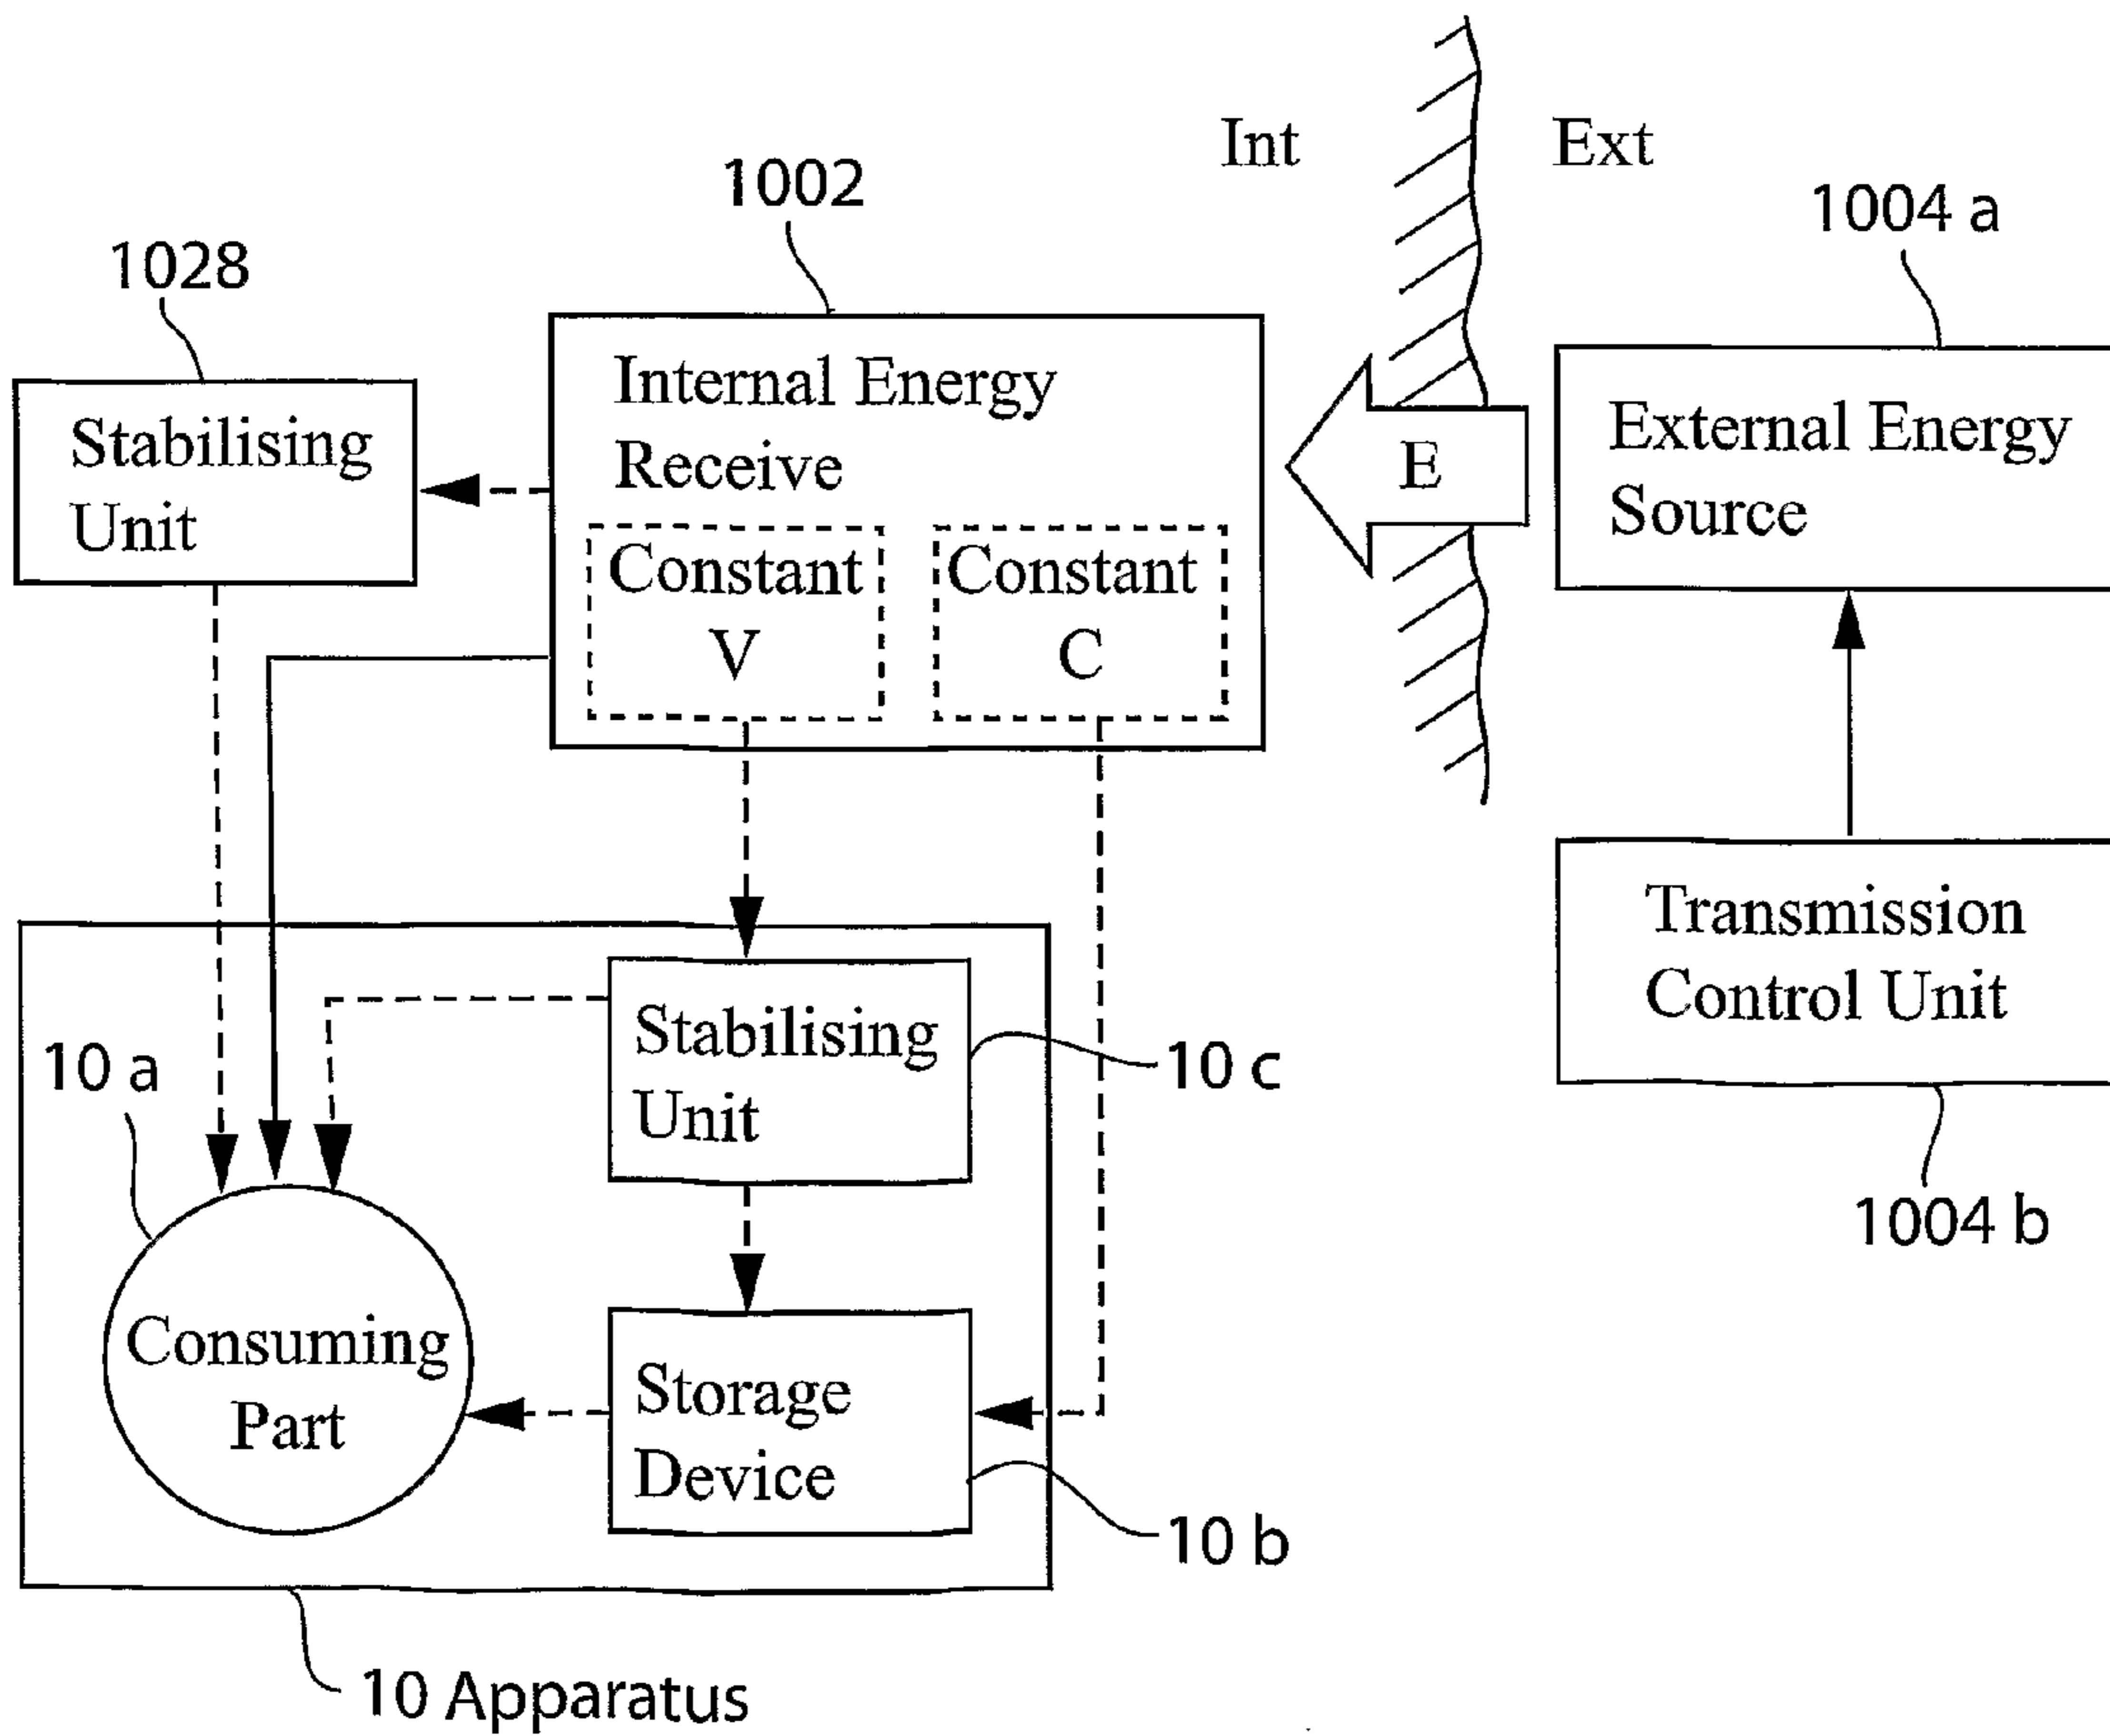 Int
Ext
1002
1004 a
1028
Internal Energy
Receive
External Energy
Source
Stabilising
Unit
E
Constant
V
Constant
C
Transmission
Control Unit
Stabilising
Unit
10 a
10 c
1004 b
Consuming
Part
Storage
Device
10 b
10 Apparatus